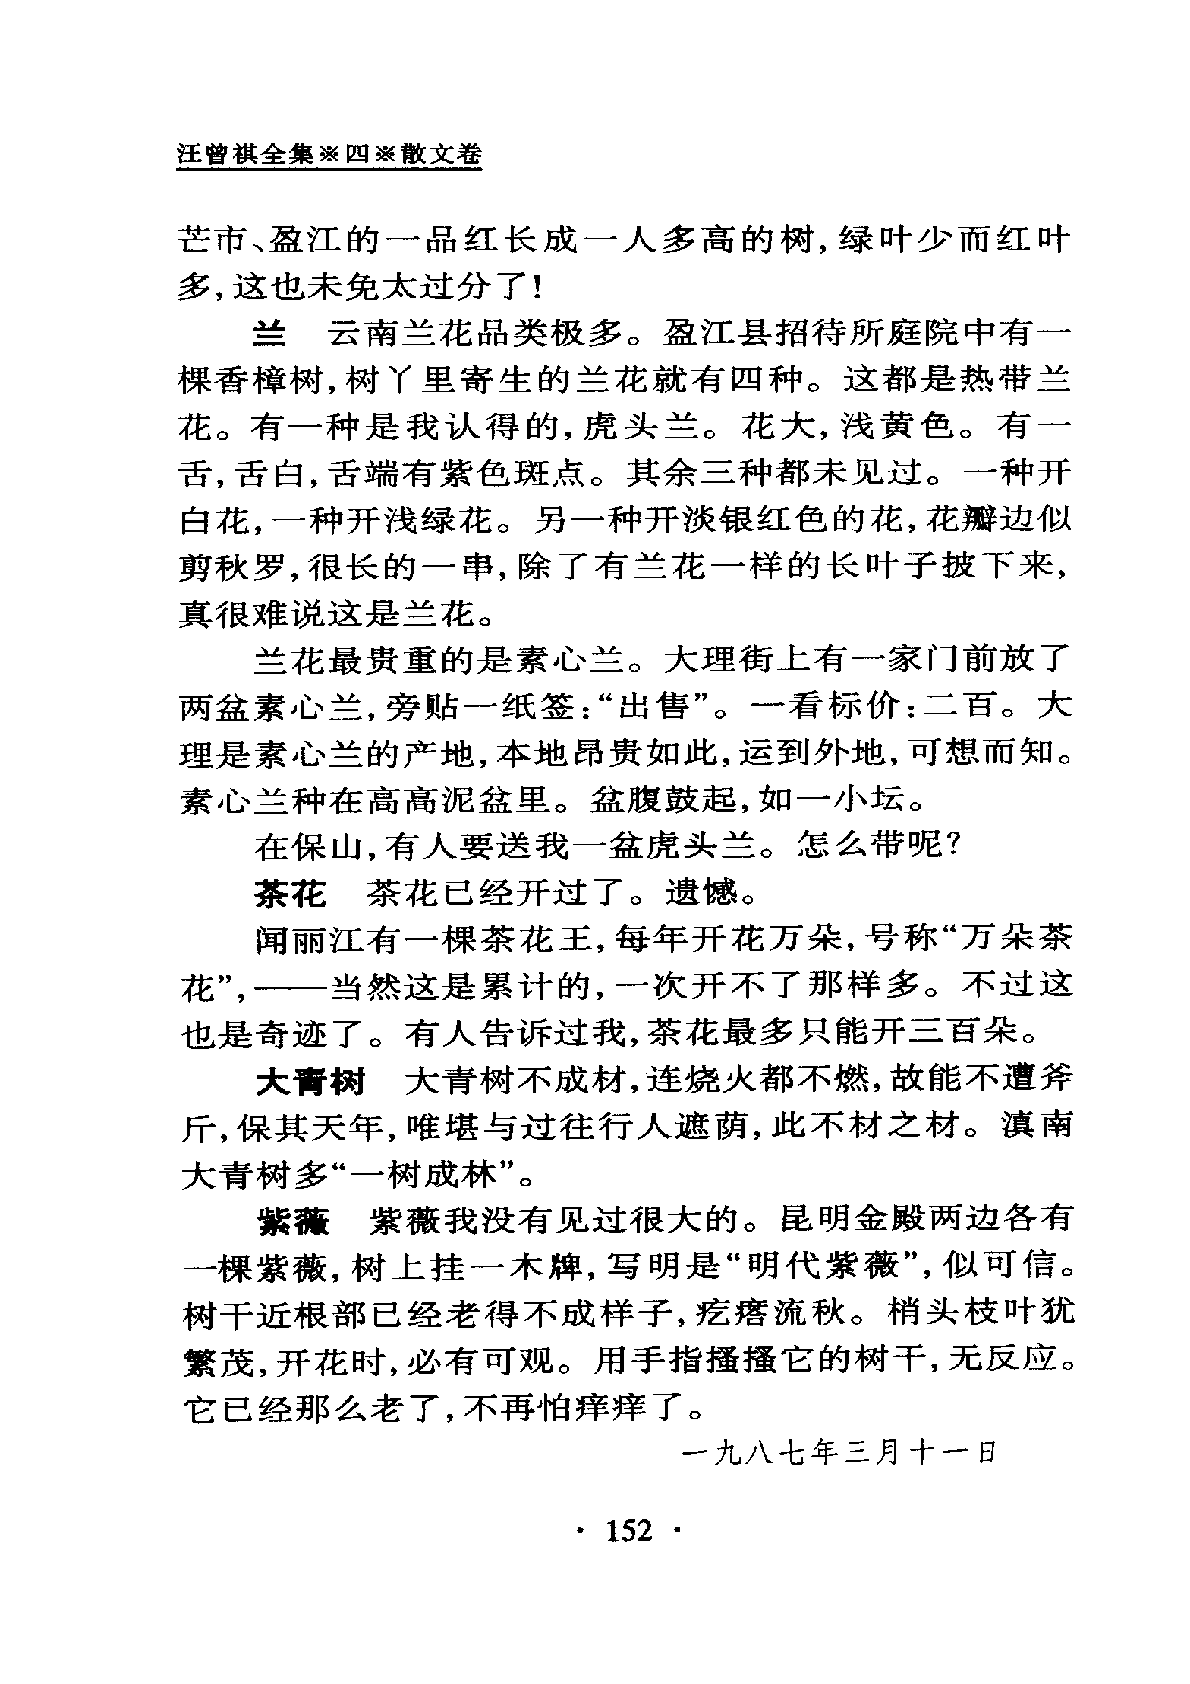 汪曾祺全集※四※散文卷
芒市、盈江的一品红长成一人多高的树,绿叶少而红叶
多,这也未免太过分了!
兰　云南兰花品类极多。盈江县招待所庭院中有一
棵香樟树,树丫里寄生的兰花就有四种。这都是热带兰
花。有一种是我认得的,虎头兰。花大,浅黄色。有一
舌,舌白,舌端有紫色斑点。其余三种都未见过。一种开
白花,一种开浅绿花。另一种开淡银红色的花,花瓣边似
剪秋罗,很长的一串,除了有兰花一样的长叶子披下来,
真很难说这是兰花。
兰花最贵重的是素心兰。大理街上有一家门前放了
两盆素心兰,旁贴一纸签:“出售”。一看标价:二百。大
理是素心兰的产地,本地昂贵如此,运到外地,可想而知。
素心兰种在高高泥盆里。盆腹鼓起,如一小坛。
在保山,有人要送我一盆虎头兰。怎么带呢?
茶花　茶花已经开过了。遗憾。
闻丽江有一棵茶花王,每年开花万朵,号称“万朵茶
花”,——当然这是累计的,一次开不了那样多。不过这
也是奇迹了。有人告诉过我,茶花最多只能开三百朵。
大青树　大青树不成材,连烧火都不燃,故能不遭斧
斤,保其天年,唯堪与过往行人遮荫,此不材之材。滇南
大青树多“一树成林”。
紫薇　紫薇我没有见过很大的。昆明金殿两边各有
一棵紫薇,树上挂一木牌,写明是“明代紫薇”,似可信。
树干近根部已经老得不成样子,疙瘩流秋。梢头枝叶犹
繁茂,开花时,必有可观。用手指搔搔它的树干,无反应。
它已经那么老了,不再怕痒痒了。
一九八七年三月十一日
· 152 ·